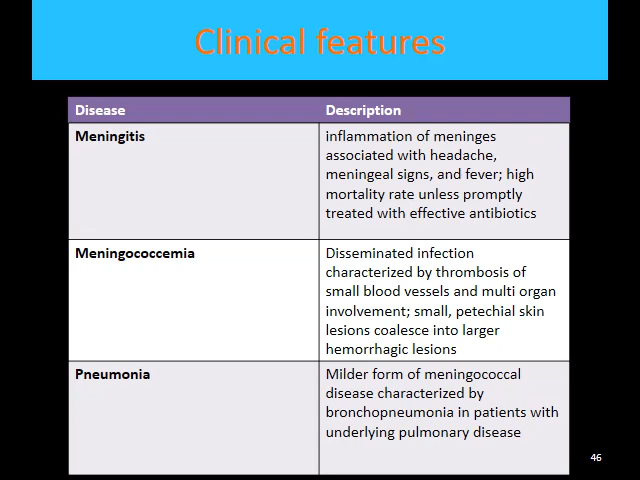 Clinical features
Disease Description
Meningitis inflammation of meninges
associated with headache,
meningeal signs, and fever; high
mortality rate unless promptly
treated with effective antibiotics
Meningococcemia Disseminated infection
characterized by thrombosis of
small blood vessels and multi organ
involvement; small, petechial skin
lesions coalesce into larger
hemorrhagic lesions
Pneumonia Milder form of meningococcal
disease characterized by
bronchopneumonia in patients with
underlying pulmonary disease
46